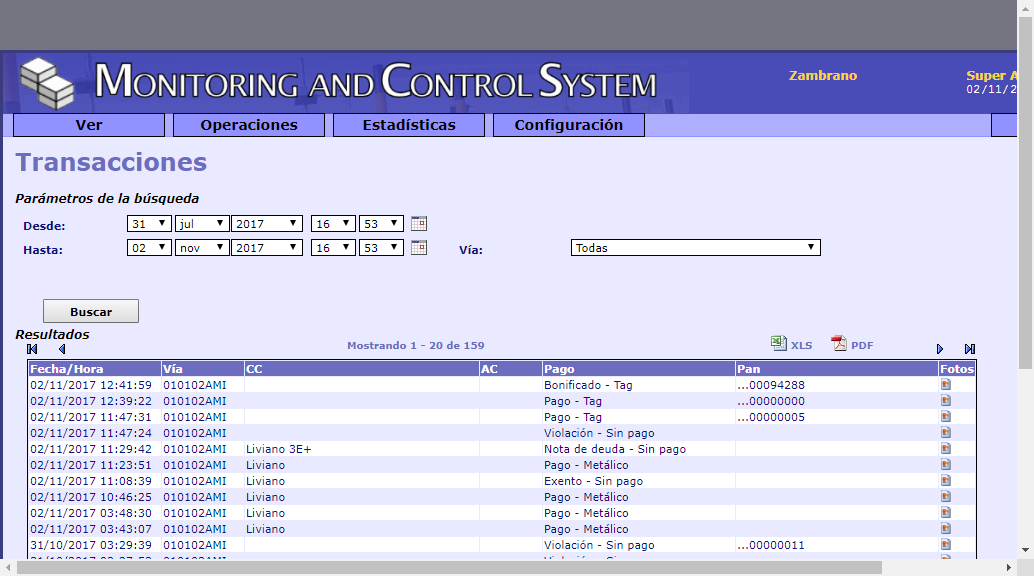 MONITORING AND CONTROL SYSTEM
Zambrano
Super A
02/11/2
Ver Operaciones Estadísticas Configuración
Transacciones
Parámetros de la búsqueda
Desde: 31 jul 2017 16 53
Hasta: 02 nov 2017 16 53 Vía: Todas
Buscar
Resultados
Mostrando 1 - 20 de 159 XLS PDF
Fecha/Hora Vía CC AC Pago Pan Fotos
02/11/2017 12:41:59 010102AMI Bonificado - Tag ...00094288
02/11/2017 12:39:22 010102AMI Pago - Tag ...00000000
02/11/2017 11:47:31 010102AMI Pago - Tag ...00000005
02/11/2017 11:47:24 010102AMI Violación - Sin pago
02/11/2017 11:29:42 010102AMI Liviano 3E+ Nota de deuda - Sin pago
02/11/2017 11:23:51 010102AMI Liviano Pago - Metálico
02/11/2017 11:08:39 010102AMI Liviano Exento - Sin pago
02/11/2017 10:46:25 010102AMI Liviano Pago - Metálico
02/11/2017 03:48:30 010102AMI Liviano Pago - Metálico
02/11/2017 03:43:07 010102AMI Liviano Pago - Metálico
31/10/2017 03:29:39 010102AMI Violación - Sin pago ...00000011